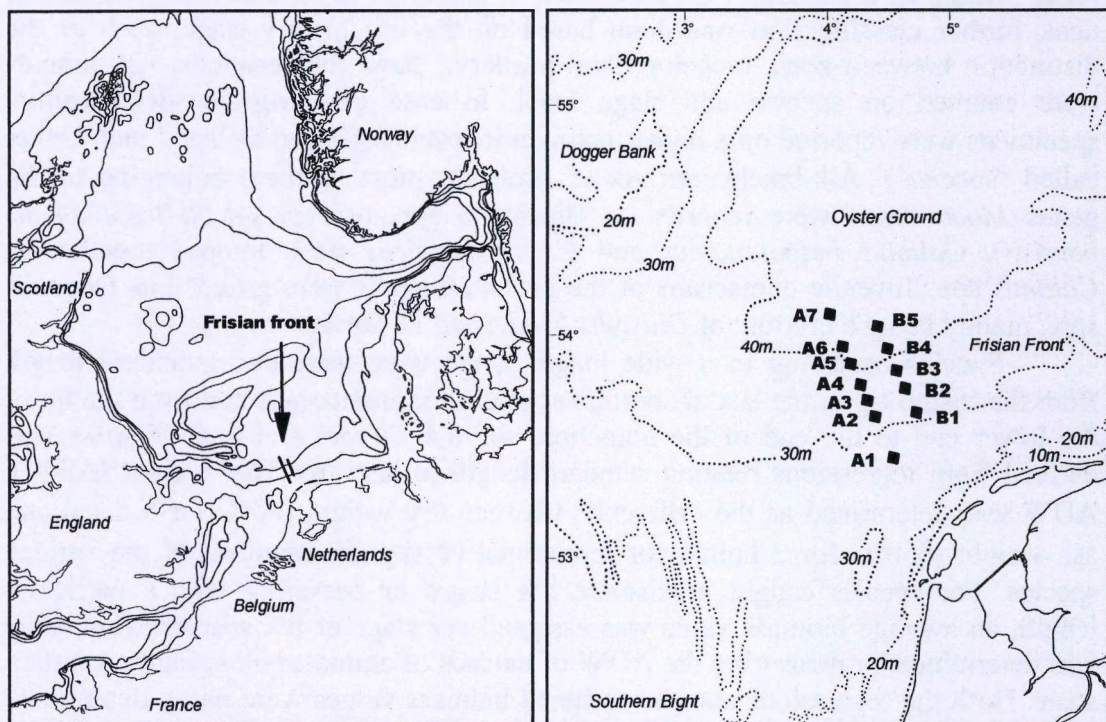 Norway
Scotland
Frisian front
England
Netherlands
Belgium
France
3°
4°
5°
30m
55°
40m
Dogger Bank
20m
Oyster Ground
30m
A7
B5
54°
40m
A6
B4
Frisian Front
A5
B3
A4
B2
A3
B1
A2
20m
30m
A1
10m
53°
30m
20m
Southern Bight